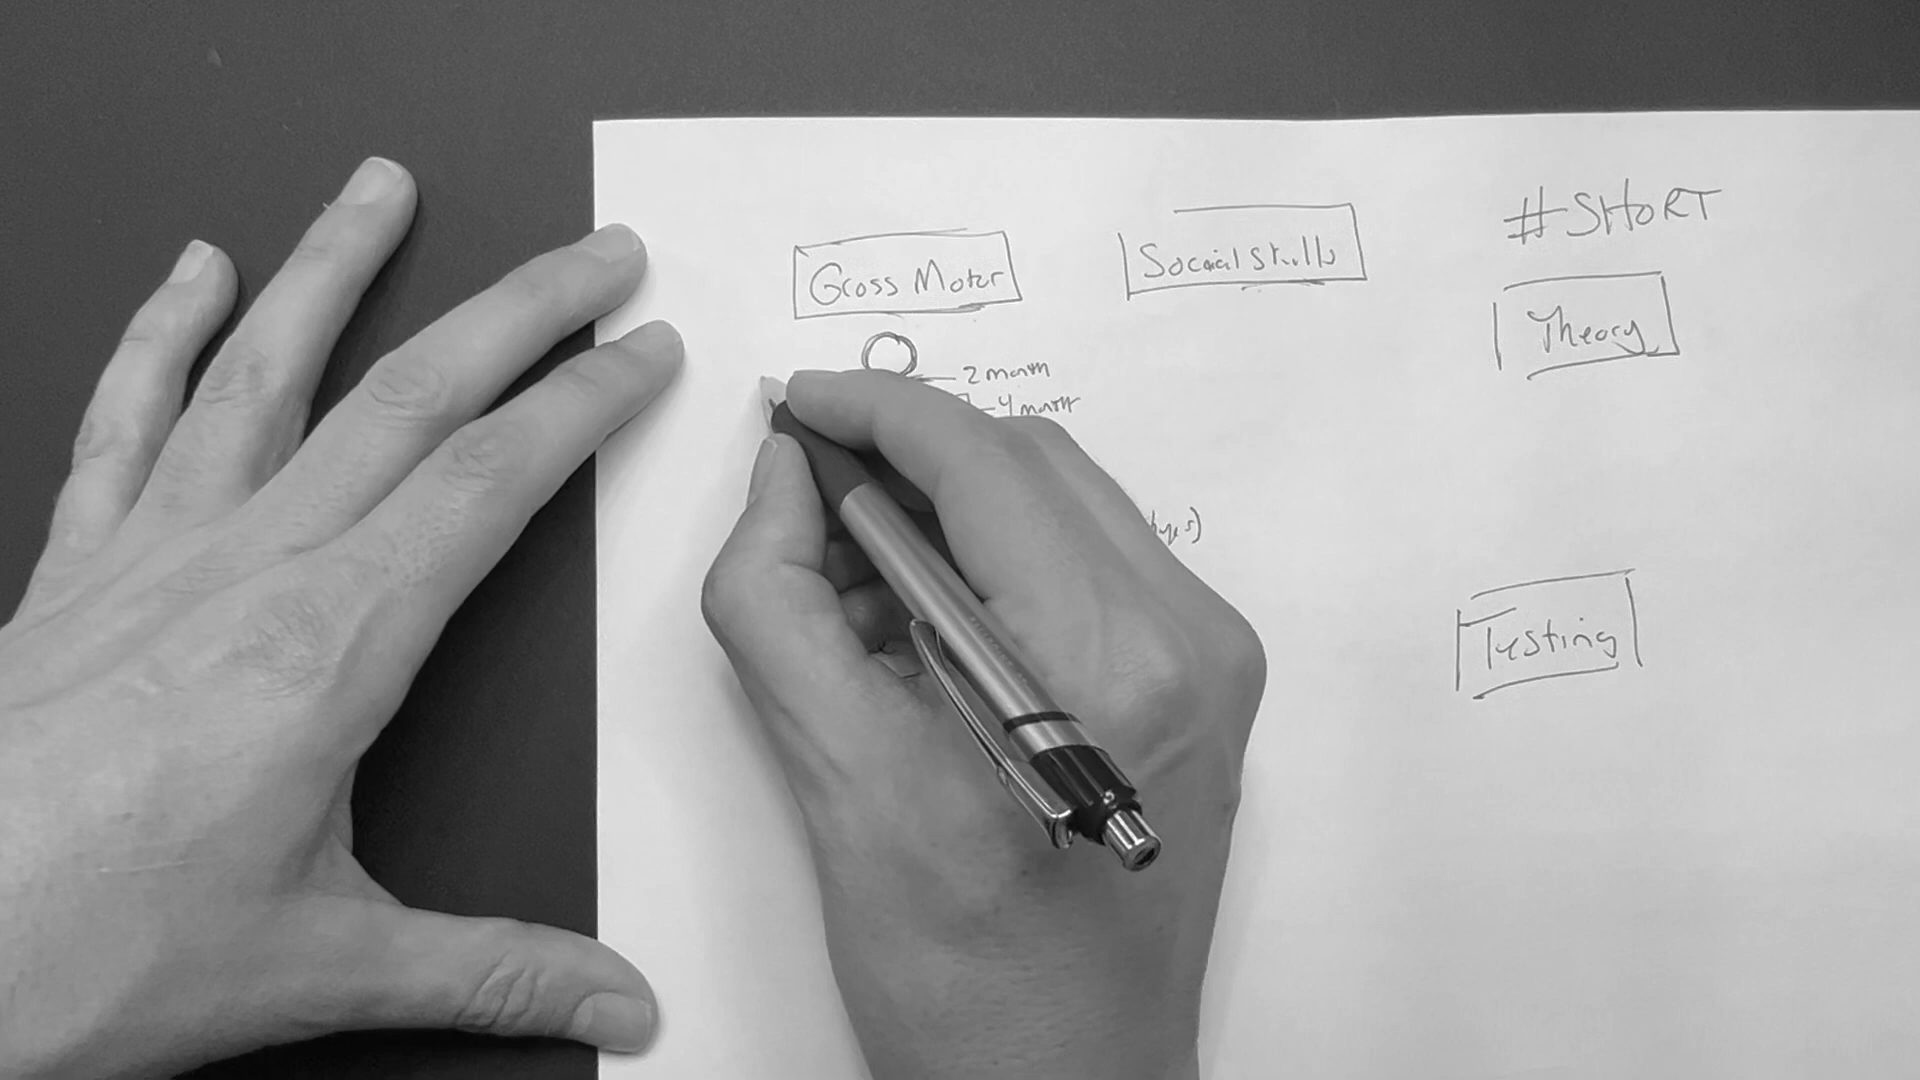 Gross Motor
Social Skills
#SHORT
Theory
2 month
4 month
Testing